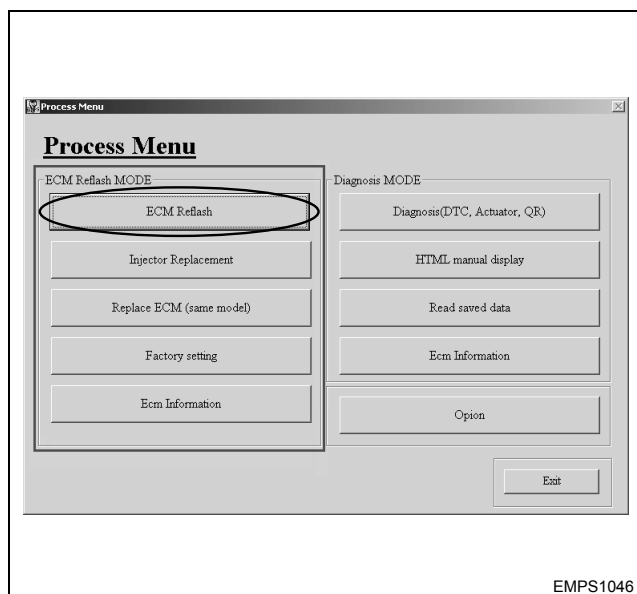 Process Menu
Process Menu
ECM Reflash MODE
ECM Reflash
Injector Replacement
Replace ECM (same model)
Factory setting
Ecm Information
Diagnosis MODE
Diagnosis(DTC, Actuator, QR)
HTML manual display
Read saved data
Ecm Information
Opion
Exit
EMPS1046